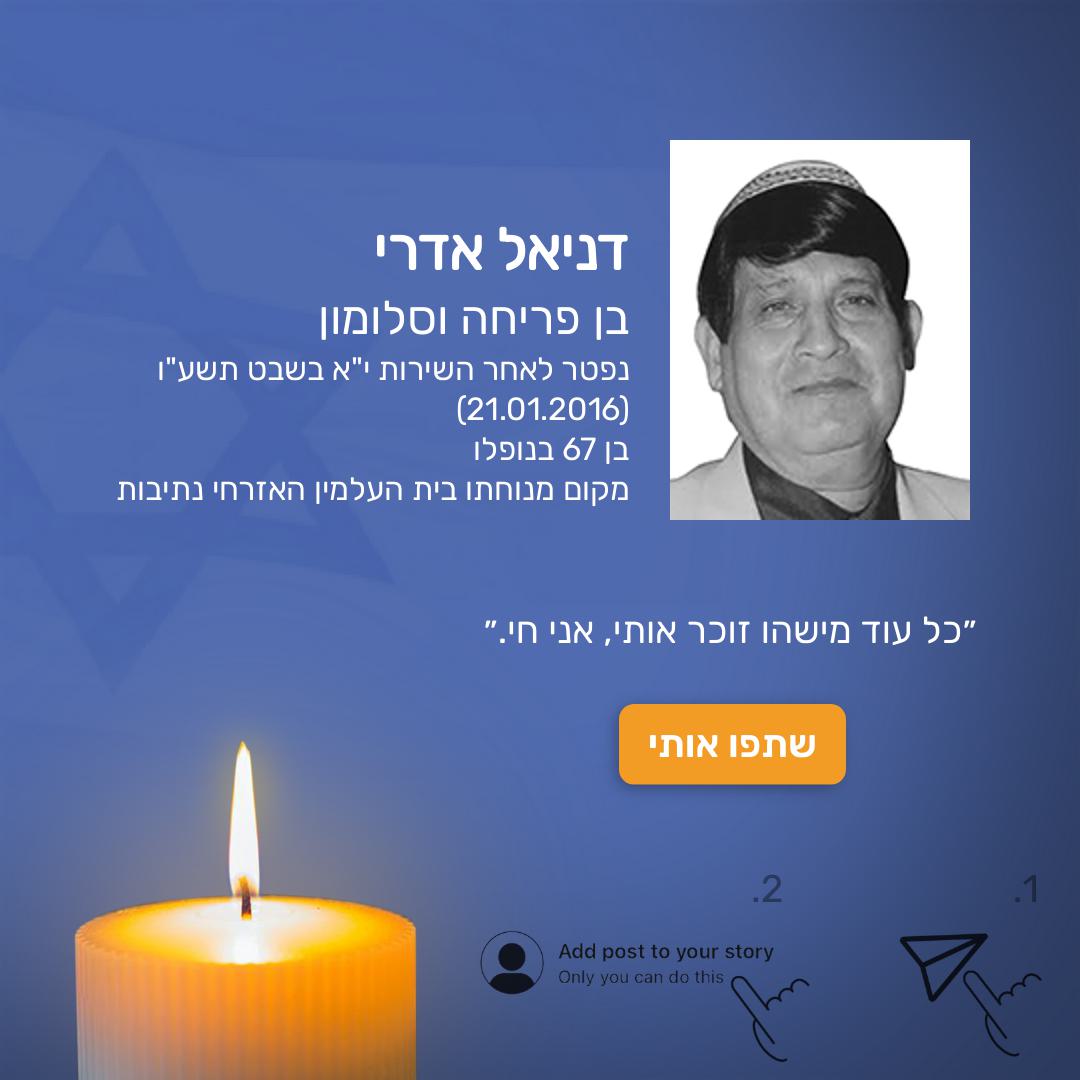 דניאל אדרי
בן פריחה וסלומון
נפטר לאחר השירות י"א בשבט תשע"ו
(21.01.2016)
בן 67 בנופלו
מקום מנוחתו בית העלמין האזרחי נתיבות
״כל עוד מישהו זוכר אותי, אני חי.״
שתפו אותי
1.
2.
Add post to your story
Only you can do this